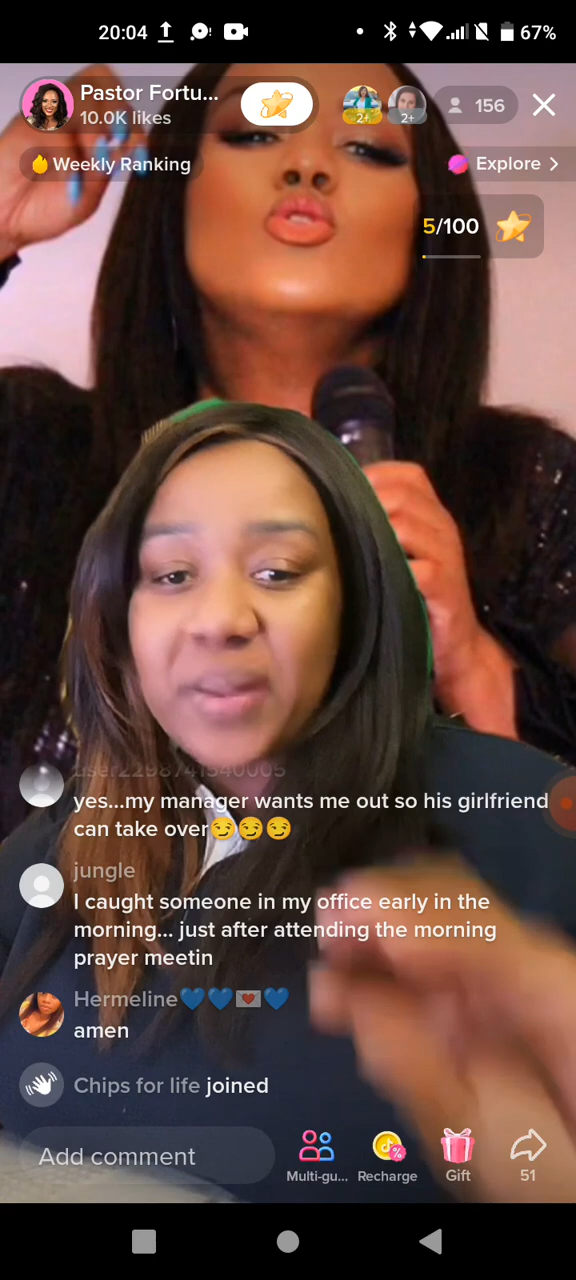 20:04
67%
Pastor Fortu...
10.0K likes
2+
2+
156
Weekly Ranking
Explore >
5/100
user2298741540005
yes...my manager wants me out so his girlfriend
can take over😏😏😏
jungle
I caught someone in my office early in the
morning... just after attending the morning
prayer meetin
Hermeline💙💙💌💙
amen
Chips for life joined
Add comment
Multi-gu...
Recharge
Gift
51